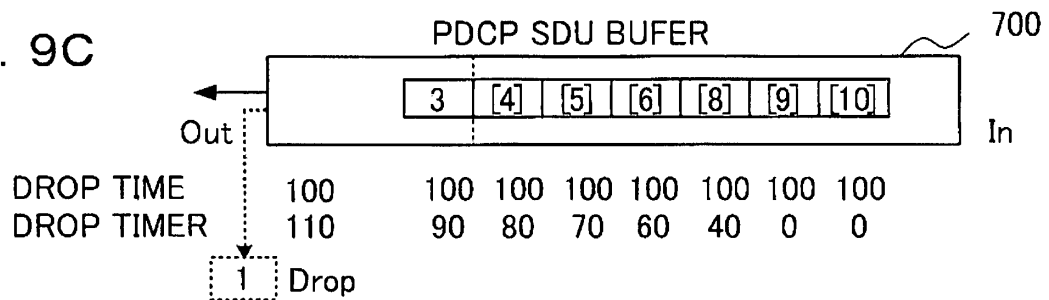 . 9C
PDCP SDU BUFER
700
3 [4] [5] [6] [8] [9] [10]
Out
In
DROP TIME 100 100 100 100 100 100 100 100
DROP TIMER 110 90 80 70 60 40 0 0
1 Drop